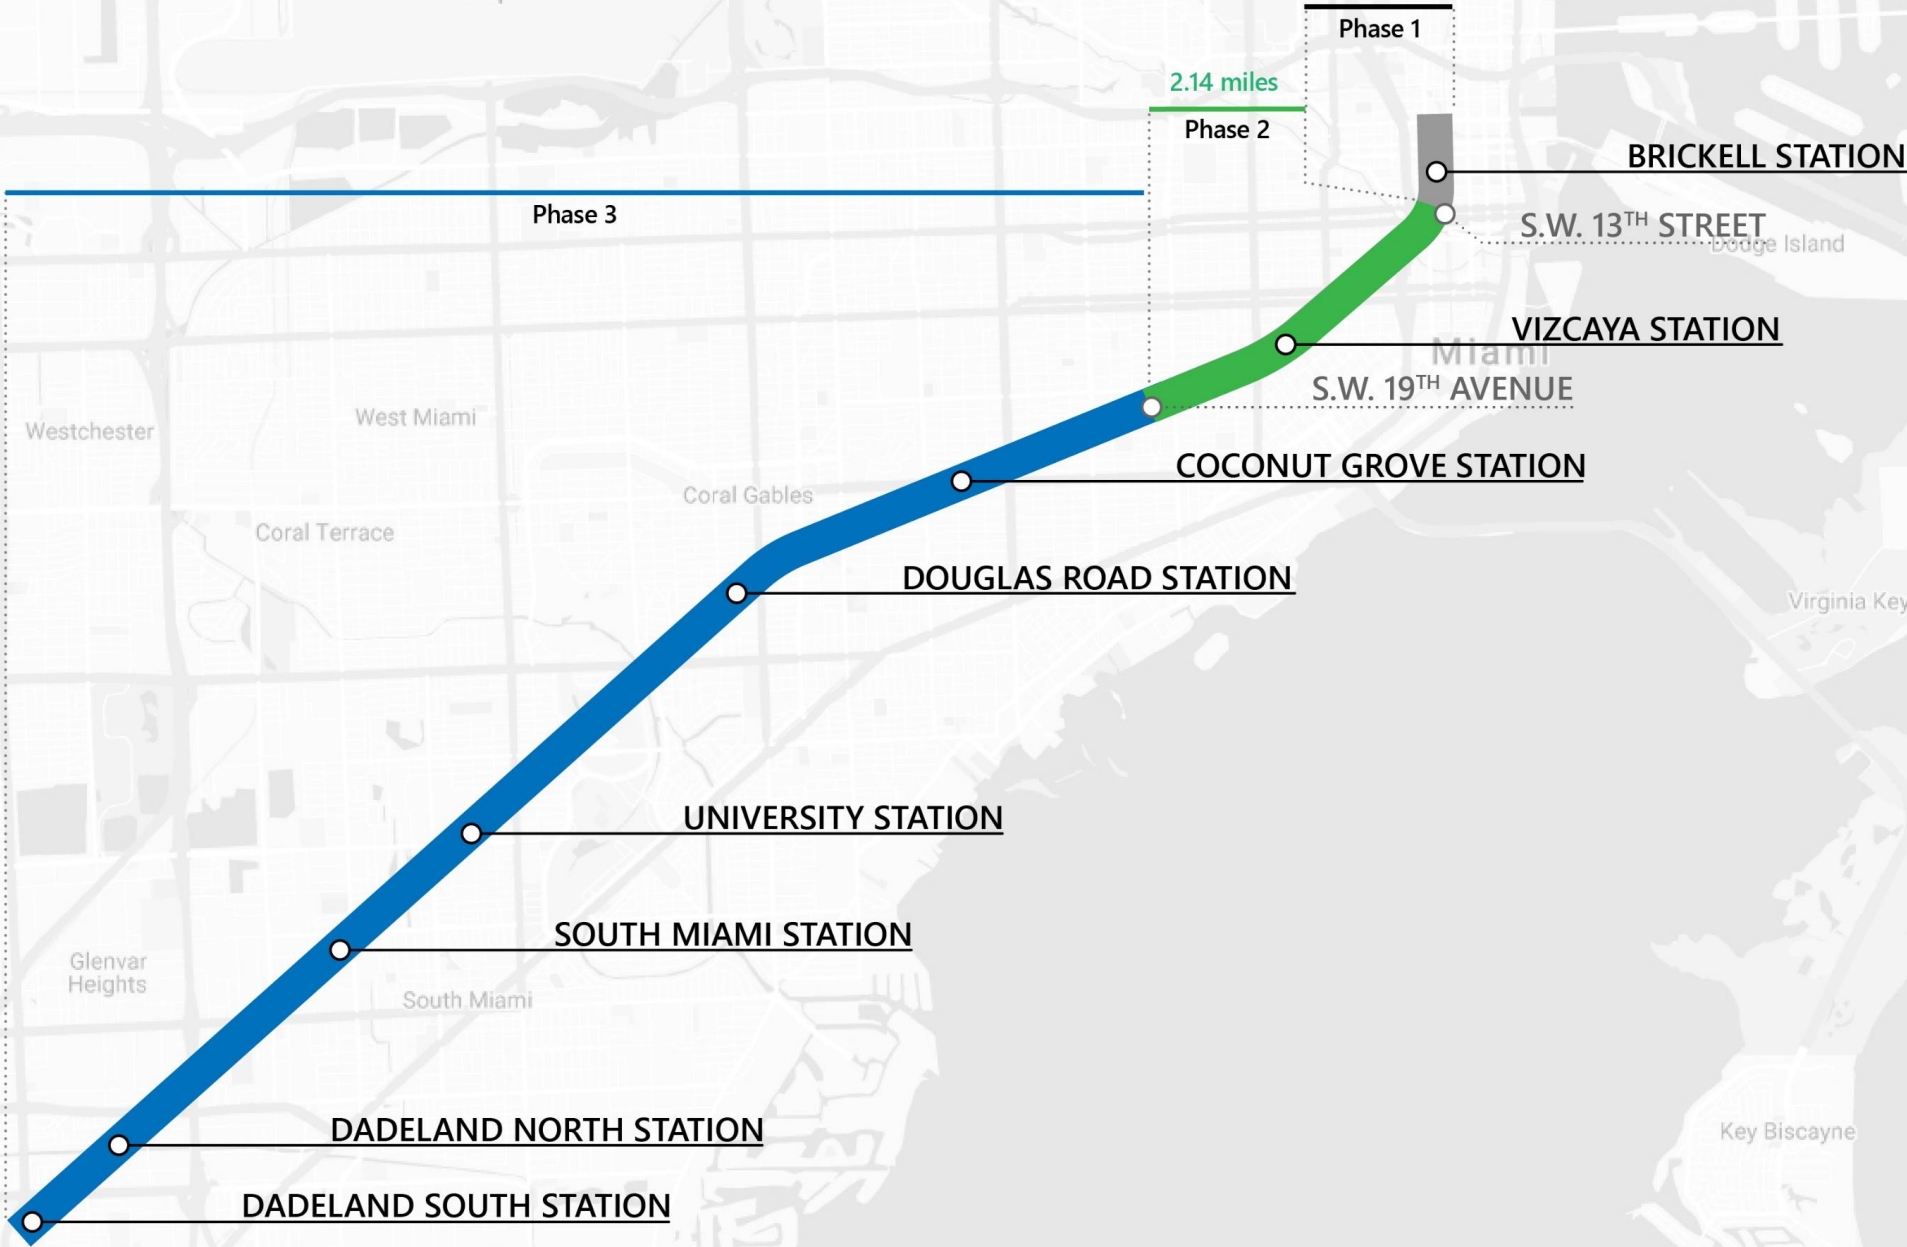 Phase 1
2.14 miles
Phase 2
BRICKELL STATION
Phase 3
S.W. 13TH STREET
Dodge Island
VIZCAYA STATION
Miami
S.W. 19TH AVENUE
West Miami
Westchester
COCONUT GROVE STATION
Coral Gables
Coral Terrace
DOUGLAS ROAD STATION
Virginia Key
UNIVERSITY STATION
SOUTH MIAMI STATION
Glenvar
Heights
South Miami
DADELAND NORTH STATION
Key Biscayne
DADELAND SOUTH STATION